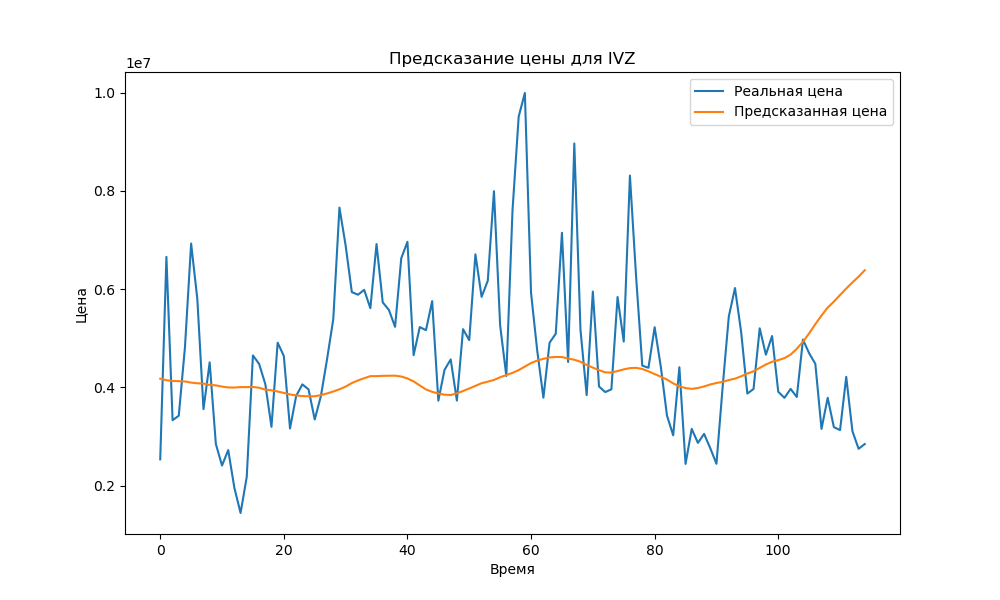 Предсказание цены для IVZ
1e7
Реальная цена
Предсказанная цена
1.0
0.8
0.6
0.4
0.2
Цена
0 20 40 60 80 100
Время